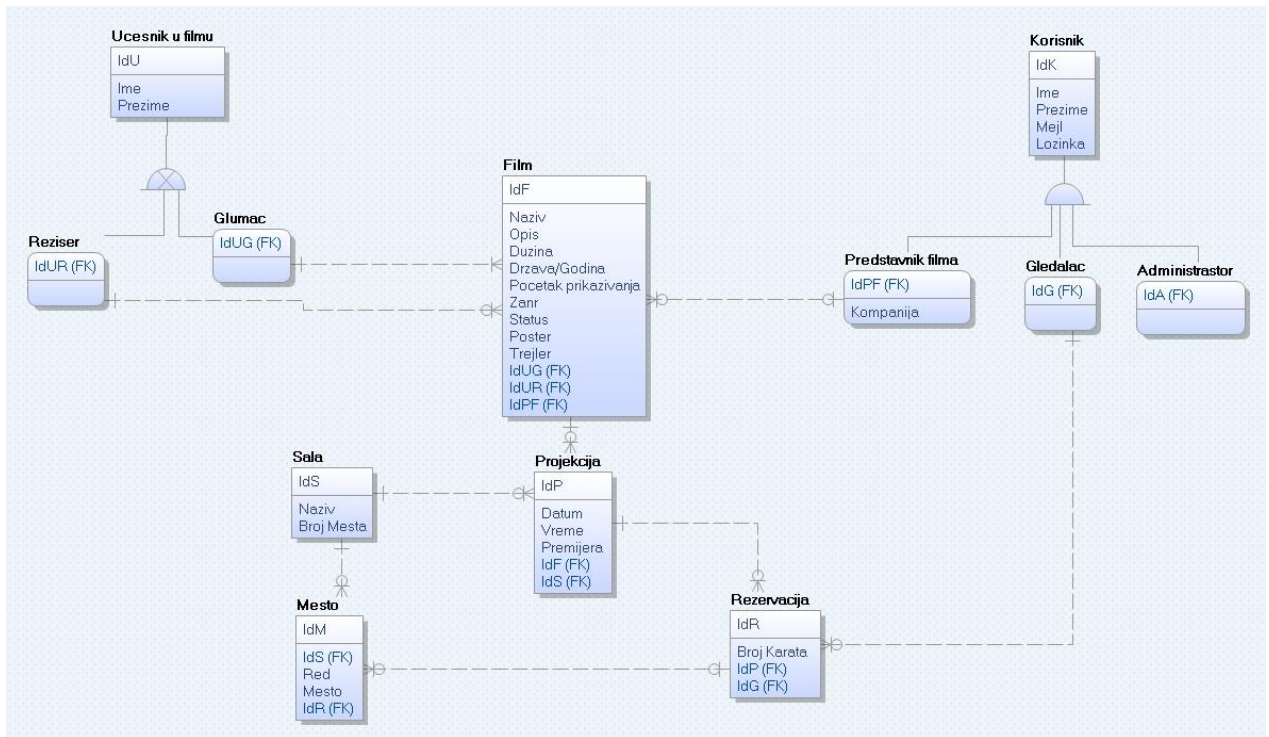 Ucesnik u filmu
IdU
Ime
Prezime
Korisnik
IdK
Ime
Prezime
Mejl
Lozinka
Film
IdF
Naziv
Opis
Duzina
Drzava/Godina
Pocetak prikazivanja
Zanr
Status
Poster
Trejler
IdUG (FK)
IdUR (FK)
IdPF (FK)
Reziser
IdUR (FK)
Glumac
IdUG (FK)
Predstavnik filma
IdPF (FK)
Kompanija
Gledalac
IdG (FK)
Administrastor
IdA (FK)
Sala
IdS
Naziv
Broj Mesta
Projekcija
IdP
Datum
Vreme
Premijera
IdF (FK)
IdS (FK)
Mesto
IdM
IdS (FK)
Red
Mesto
IdR (FK)
Rezervacija
IdR
Broj Karata
IdP (FK)
IdG (FK)